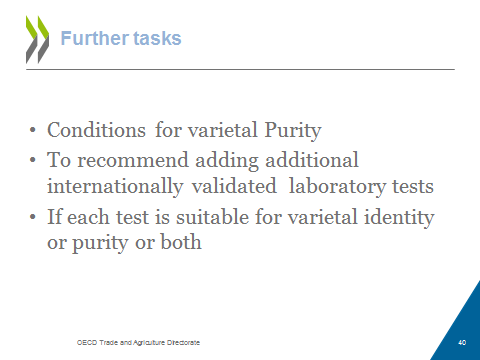 Further tasks
• Conditions for varietal Purity
• To recommend adding additional
internationally validated laboratory tests
• If each test is suitable for varietal identity
or purity or both
OECD Trade and Agriculture Directorate
40